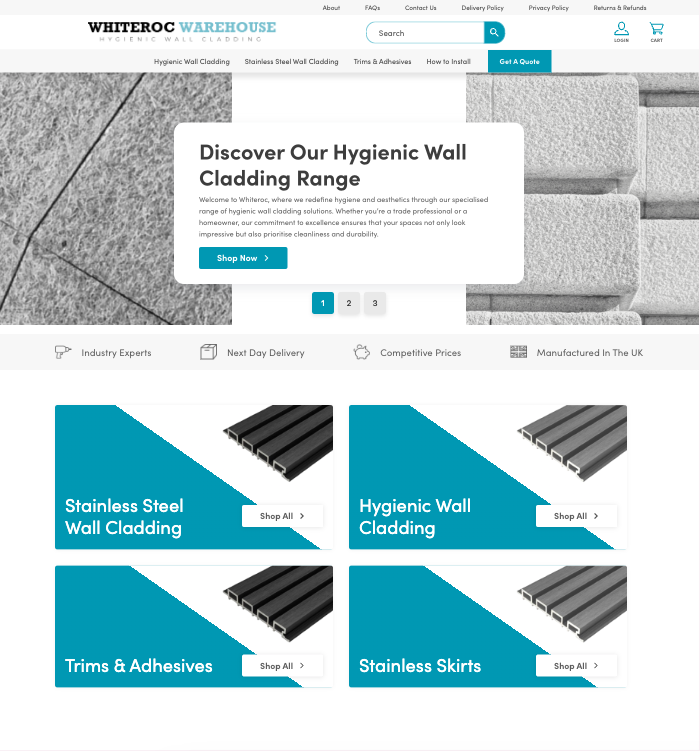 About FAQs Contact Us Delivery Policy Privacy Policy Returns & Refunds
WHITEROC WAREHOUSE
HYGIENIC WALL CLADDING
Search
LOGIN
CART
Hygienic Wall Cladding Stainless Steel Wall Cladding Trims & Adhesives How to Install Get A Quote
Discover Our Hygienic Wall
Cladding Range
Welcome to Whiteroc, where we redefine hygiene and aesthetics through our specialised
range of hygienic wall cladding solutions. Whether you're a trade professional or a
homeowner, our commitment to excellence ensures that your spaces not only look
impressive but also prioritise cleanliness and durability.
Shop Now
1 2 3
Industry Experts Next Day Delivery Competitive Prices Manufactured In The UK
Stainless Steel
Wall Cladding
Shop All
Hygienic Wall
Cladding
Shop All
Trims & Adhesives
Shop All
Stainless Skirts
Shop All